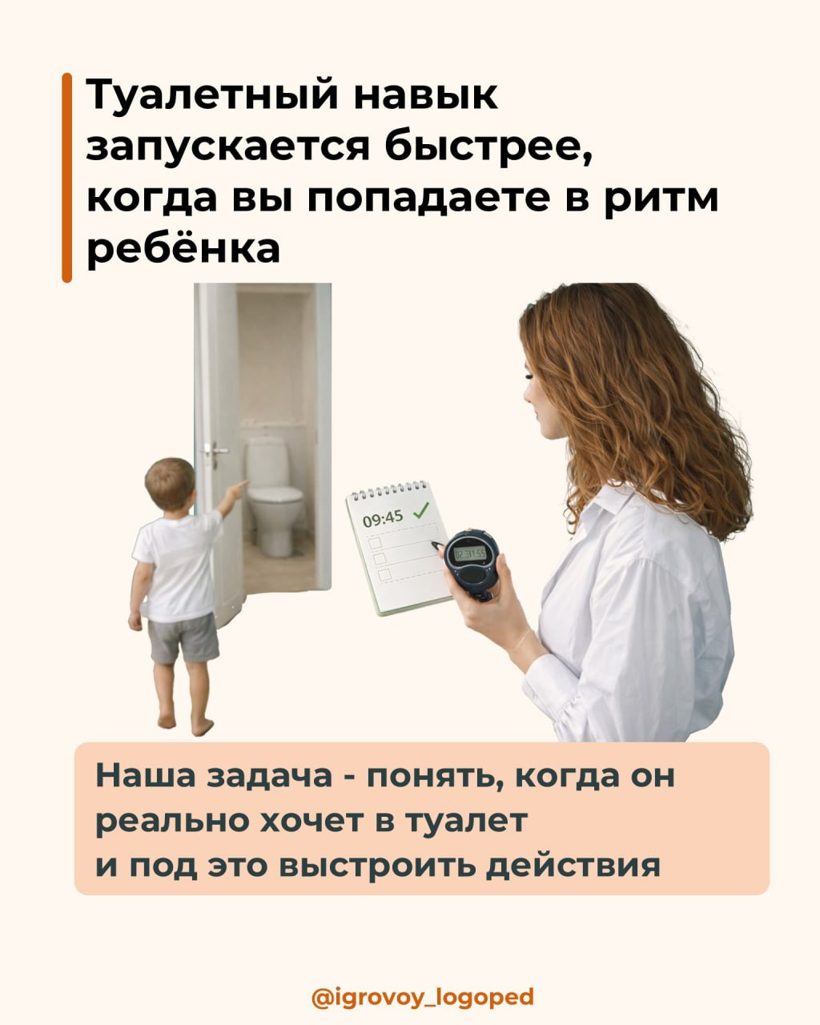 Туалетный навык
запускается быстрее,
когда вы попадаете в ритм
ребёнка
09:45
Наша задача - понять, когда он
реально хочет в туалет
и под это выстроить действия
@igrovoy_logoped